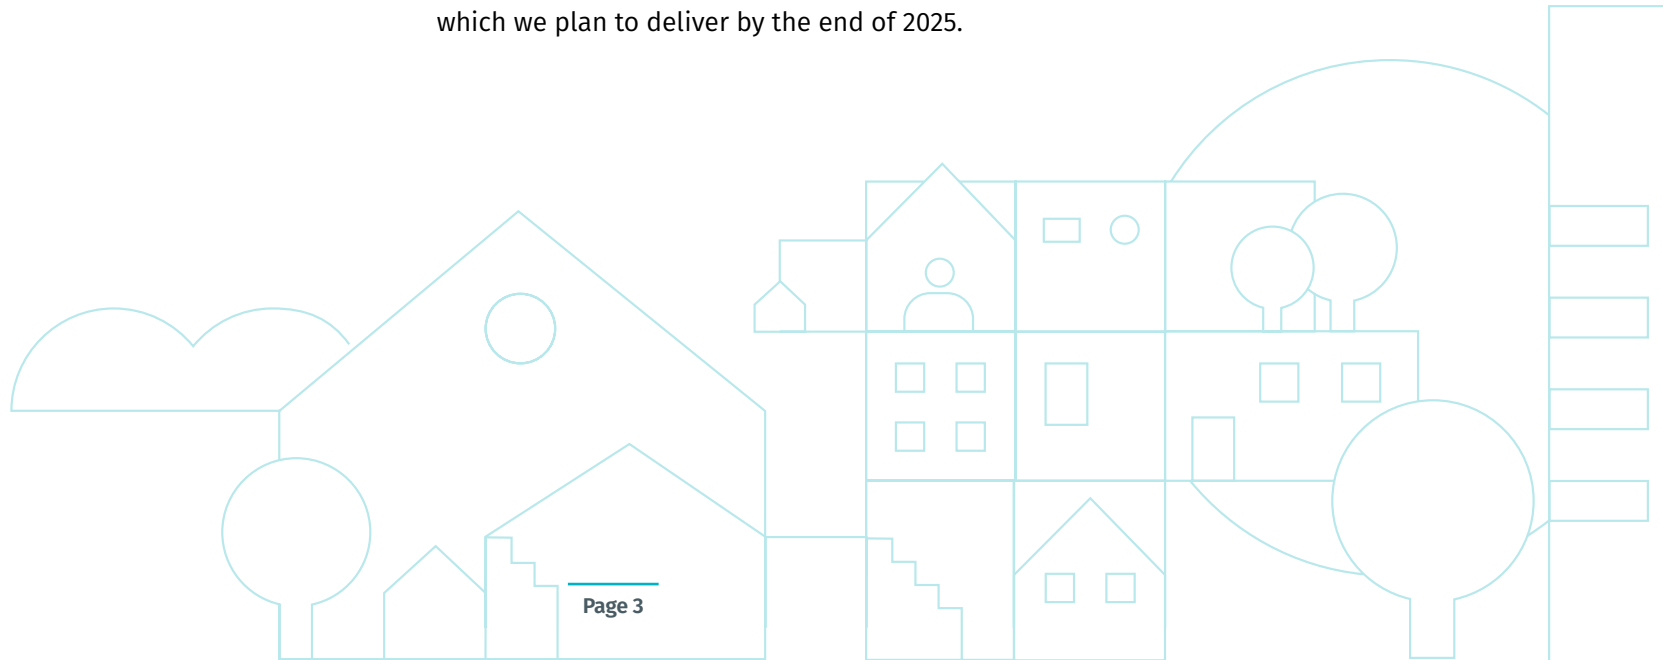 which we plan to deliver by the end of 2025.
Page 3